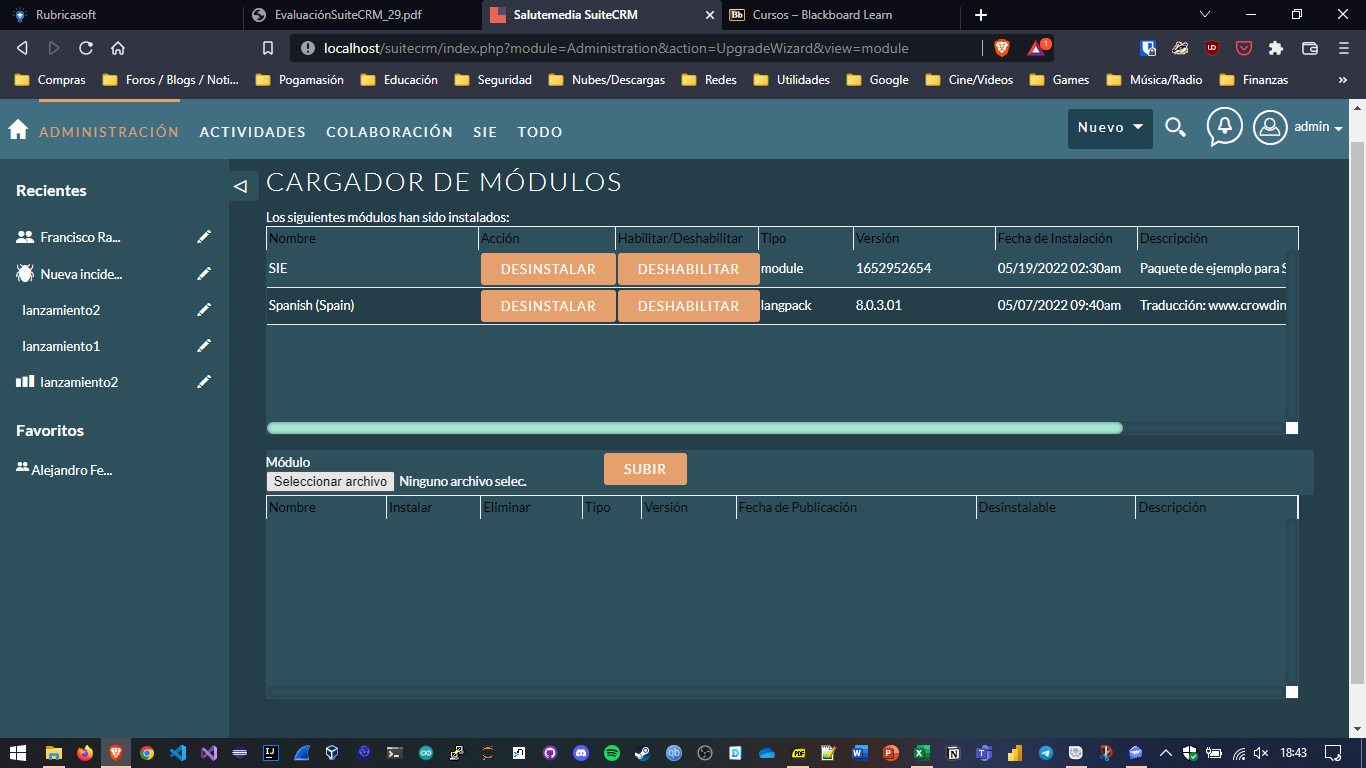 Rubricasoft
EvaluaciónSuiteCRM_29.pdf
Salutemedia SuiteCRM
Bb Cursos – Blackboard Learn
localhost/suitecrm/index.php?module=Administration&action=UpgradeWizard&view=module
1
Compras
Foros / Blogs / Noti...
Pogamasión
Educación
Seguridad
Nubes/Descargas
Redes
Utilidades
Google
Cine/Videos
Games
Música/Radio
Finanzas
»
ADMINISTRACIÓN
ACTIVIDADES
COLABORACIÓN
SIE
TODO
Nuevo
admin
Recientes
Francisco Ra...
Nueva incide...
lanzamiento2
lanzamiento1
lanzamiento2
Favoritos
Alejandro Fe...
CARGADOR DE MÓDULOS
Los siguientes módulos han sido instalados:
Nombre Acción Habilitar/Deshabilitar Tipo Versión Fecha de Instalación Descripción
SIE DESINSTALAR DESHABILITAR module 1652952654 05/19/2022 02:30am Paquete de ejemplo para S
Spanish (Spain) DESINSTALAR DESHABILITAR langpack 8.0.3.01 05/07/2022 09:40am Traducción: www.crowdin
Módulo
Seleccionar archivo Ninguno archivo selec.
SUBIR
Nombre Instalar Eliminar Tipo Versión Fecha de Publicación Desinstalable Descripción
18:43